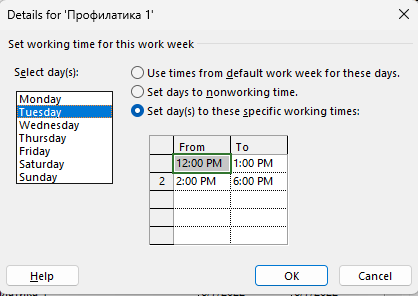 Details for 'Профилатика 1'
Set working time for this work week
Select day(s):
Monday
Tuesday
Wednesday
Thursday
Friday
Saturday
Sunday
Use times from default work week for these days.
Set days to nonworking time.
Set day(s) to these specific working times:
From To
12:00 PM 1:00 PM
2 2:00 PM 6:00 PM
Help OK Cancel